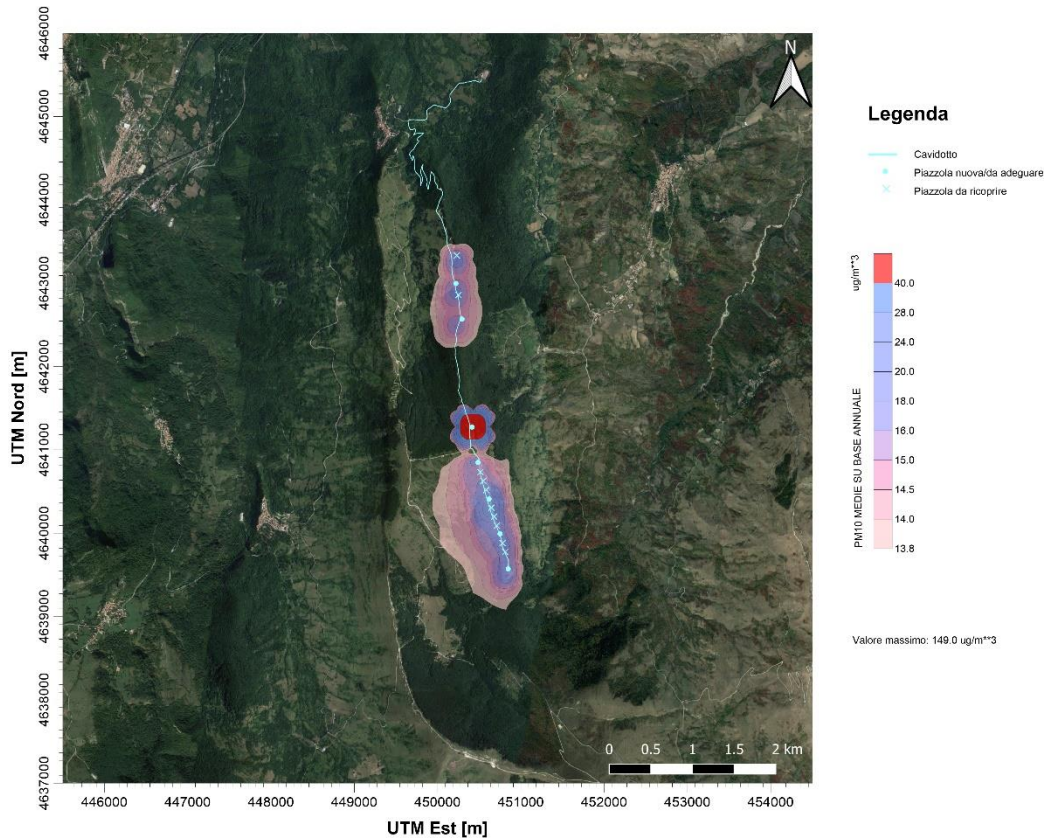 4646000
4645000
4644000
4643000
4642000
4641000
4640000
4639000
4638000
4637000
UTM Nord [m]
N
0 0.5 1 1.5 2 km
446000 447000 448000 449000 450000 451000 452000 453000 454000
UTM Est [m]
Legenda
Cavidotto
Piazzola nuova/da adeguare
Piazzola da ricoprire
ug/m**3
PM10 MEDIE SU BASE ANNUALE
40.0
28.0
24.0
20.0
18.0
16.0
15.0
14.5
14.0
13.8
Valore massimo: 149.0 ug/m**3